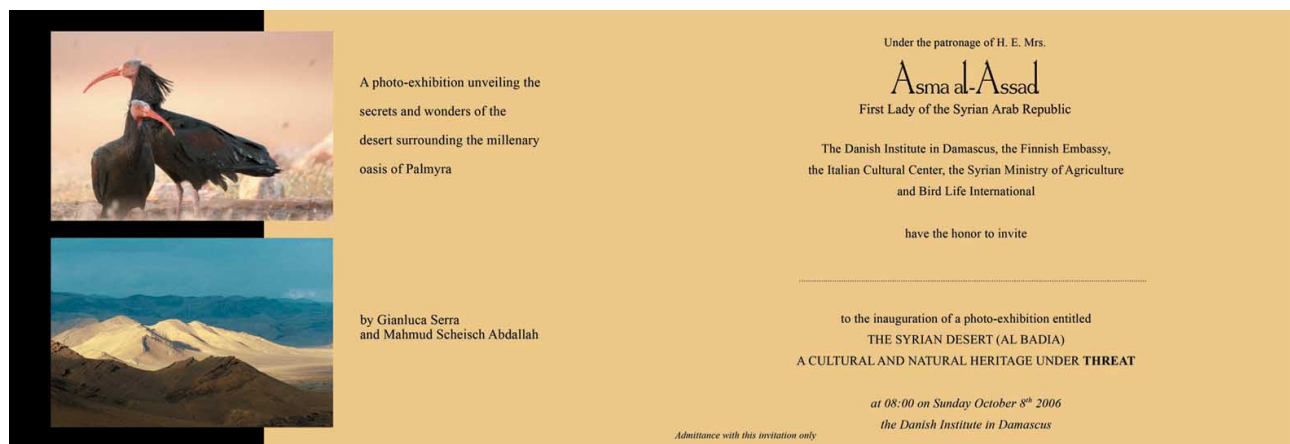 A photo-exhibition unveiling the
secrets and wonders of the
desert surrounding the millenary
oasis of Palmyra
by Gianluca Serra
and Mahmud Scheisch Abdallah
Under the patronage of H. E. Mrs.
Asma al-Assad
First Lady of the Syrian Arab Republic
The Danish Institute in Damascus, the Finnish Embassy,
the Italian Cultural Center, the Syrian Ministry of Agriculture
and Bird Life International
have the honor to invite
to the inauguration of a photo-exhibition entitled
THE SYRIAN DESERT (AL BADIA)
A CULTURAL AND NATURAL HERITAGE UNDER THREAT
at 08:00 on Sunday October 8th 2006
the Danish Institute in Damascus
Admittance with this invitation only